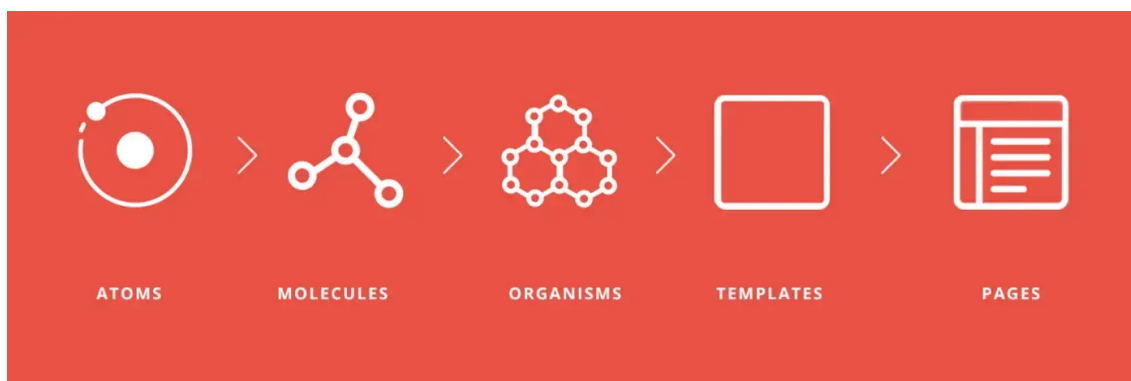 ATOMS
MOLECULES
ORGANISMS
TEMPLATES
PAGES